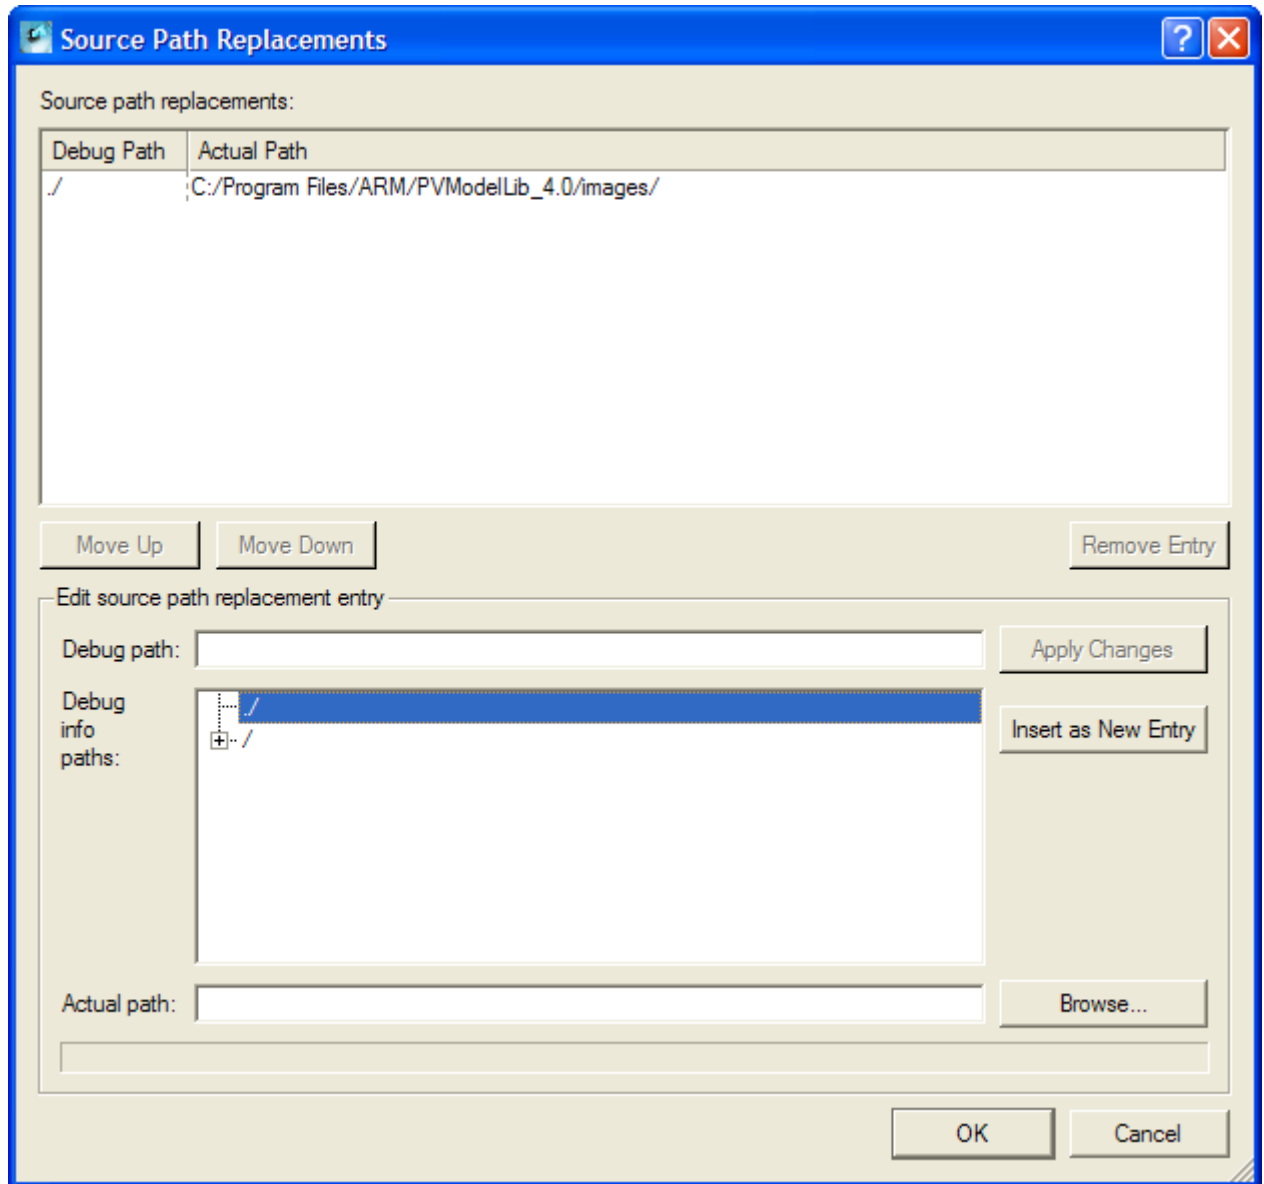 Source Path Replacements
Source path replacements:
Debug Path Actual Path
./ C:/Program Files/ARM/PVModelLib_4.0/images/
Move Up Move Down Remove Entry
Edit source path replacement entry
Debug path: Apply Changes
Debug info paths:
./
/
Insert as New Entry
Actual path: Browse...
OK Cancel